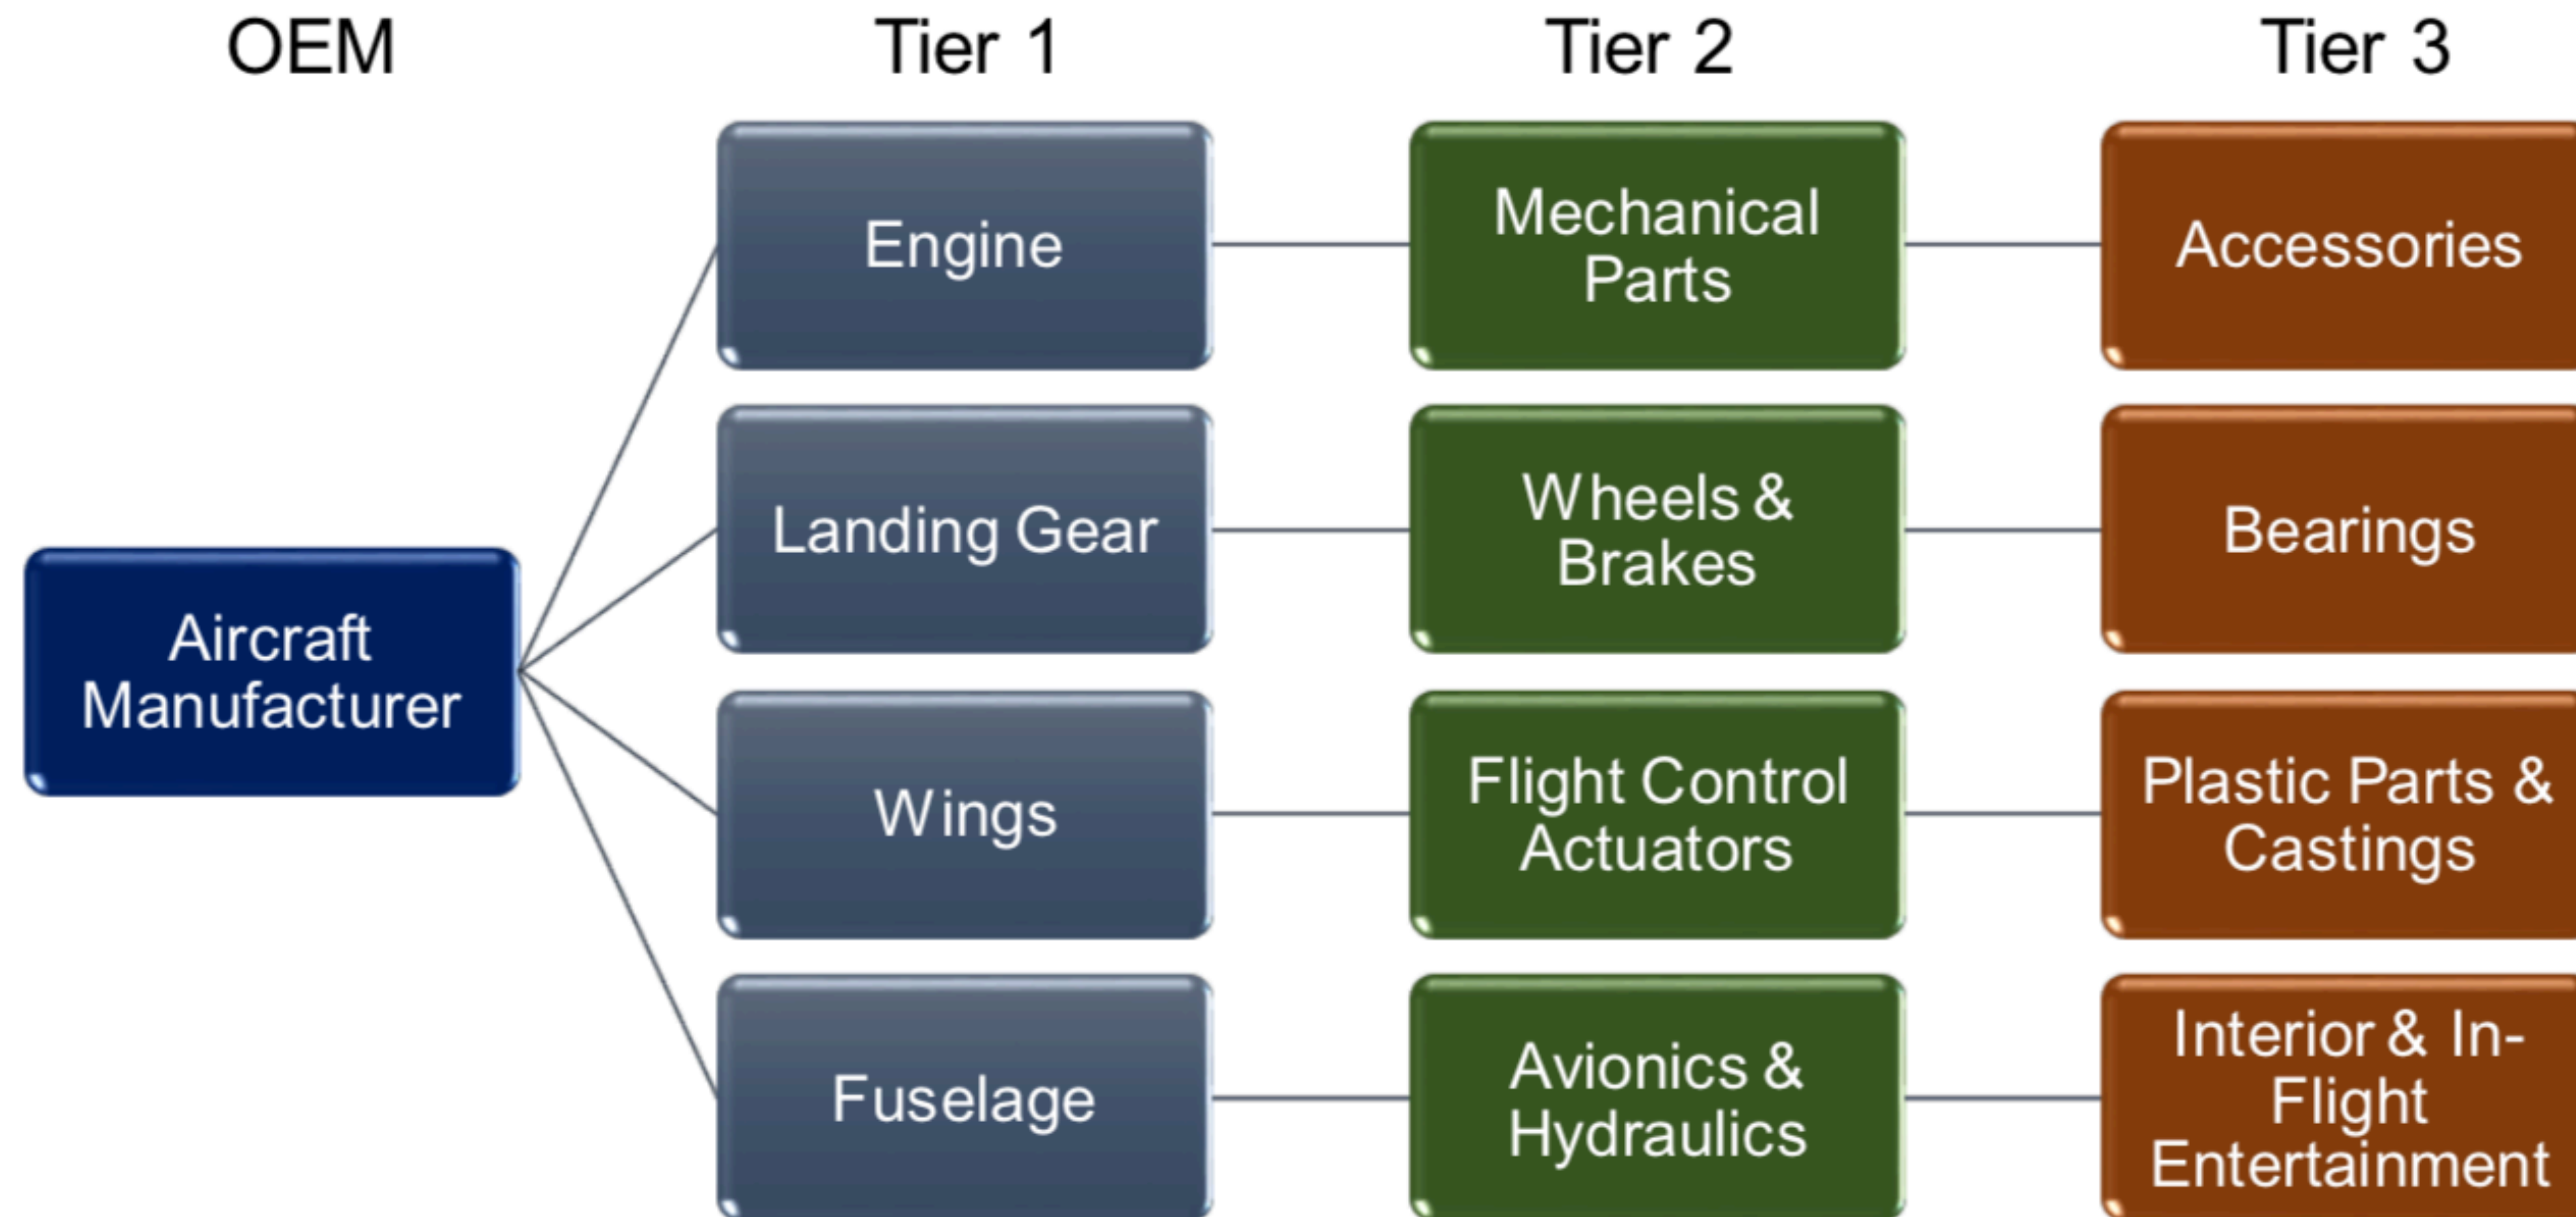 OEM
Tier 1
Tier 2
Tier 3
Engine
Mechanical
Parts
Accessories
Landing Gear
Wheels &
Brakes
Bearings
Aircraft
Manufacturer
Wings
Flight Control
Actuators
Plastic Parts &
Castings
Fuselage
Avionics &
Hydraulics
Interior & In-
Flight
Entertainment